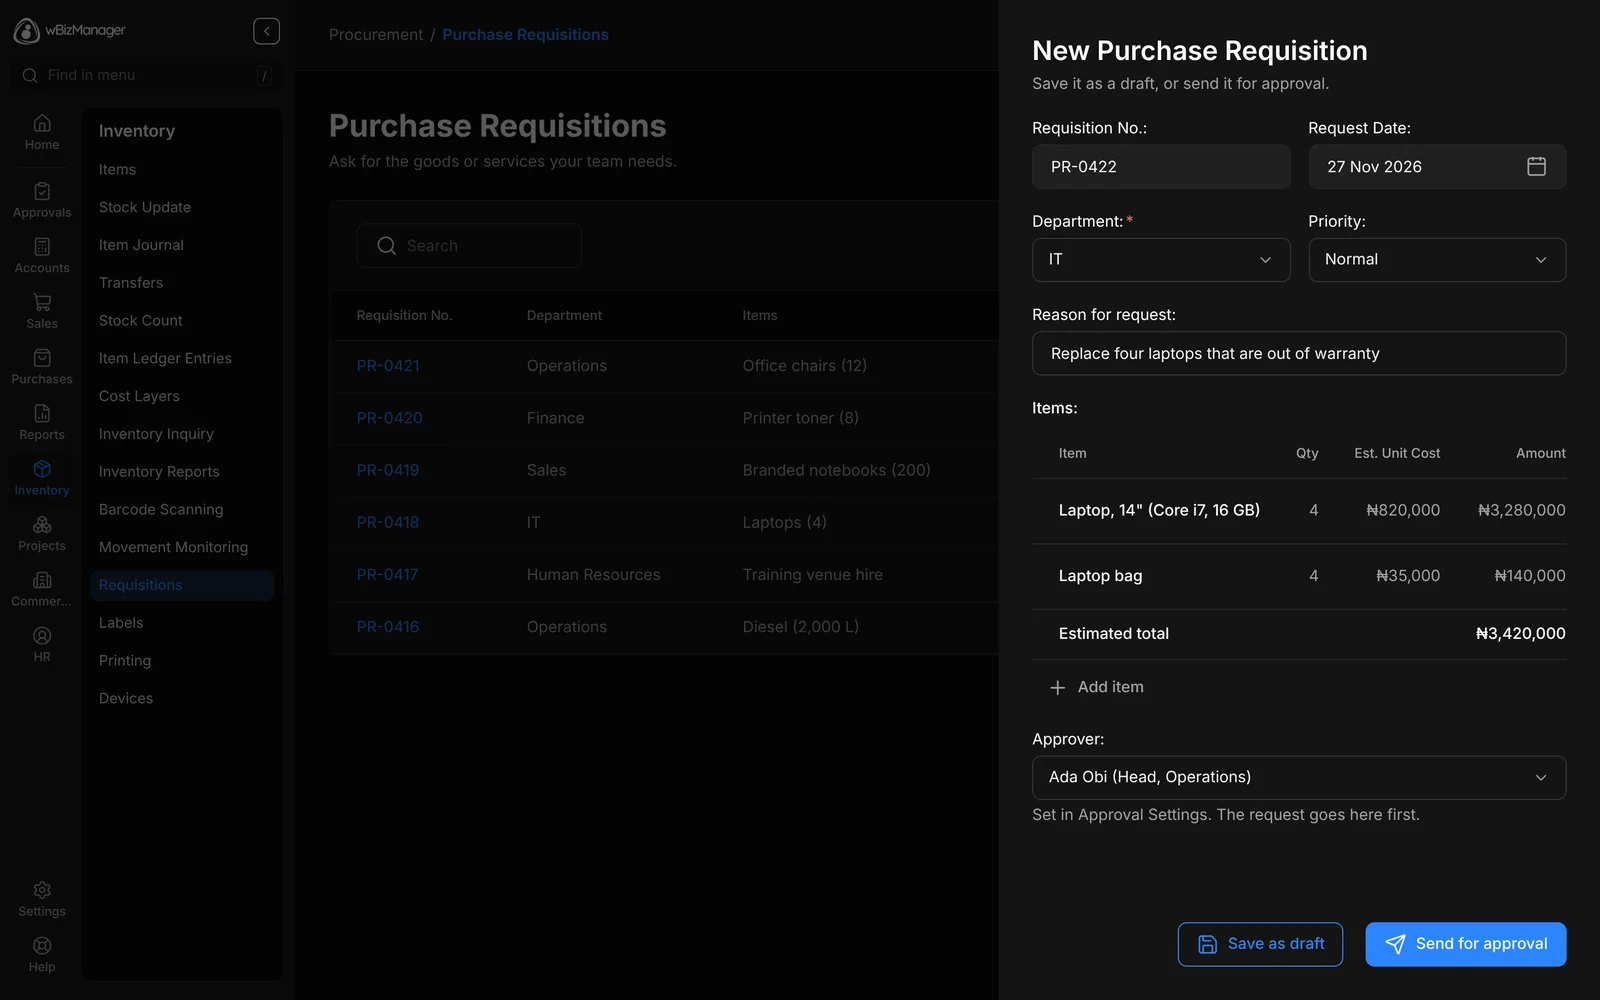 wBizManager
Find in menu /
Home
Approvals
Accounts
Sales
Purchases
Reports
Inventory
Projects
Commer...
HR
Settings
Help
Inventory
Items
Stock Update
Item Journal
Transfers
Stock Count
Item Ledger Entries
Cost Layers
Inventory Inquiry
Inventory Reports
Barcode Scanning
Movement Monitoring
Requisitions
Labels
Printing
Devices
Procurement / Purchase Requisitions
Purchase Requisitions
Ask for the goods or services your team needs.
Search
Requisition No. Department Items
PR-0421 Operations Office chairs (12)
PR-0420 Finance Printer toner (8)
PR-0419 Sales Branded notebooks (200)
PR-0418 IT Laptops (4)
PR-0417 Human Resources Training venue hire
PR-0416 Operations Diesel (2,000 L)
New Purchase Requisition
Save it as a draft, or send it for approval.
Requisition No.: Request Date:
PR-0422 27 Nov 2026
Department:* Priority:
IT Normal
Reason for request:
Replace four laptops that are out of warranty
Items:
Item Qty Est. Unit Cost Amount
Laptop, 14" (Core i7, 16 GB) 4 ₦820,000 ₦3,280,000
Laptop bag 4 ₦35,000 ₦140,000
Estimated total ₦3,420,000
Add item
Approver:
Ada Obi (Head, Operations)
Set in Approval Settings. The request goes here first.
Save as draft Send for approval